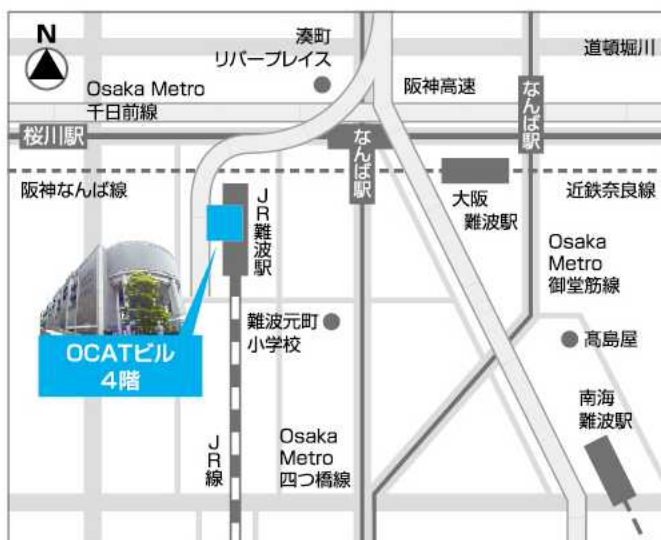 N
湊町
リバープレイス
道頓堀川
Osaka Metro
千日前線
阪神高速
なんば駅
桜川駅
なんば駅
阪神なんば線
JR難波駅
大阪
難波駅
近鉄奈良線
Osaka
Metro
御堂筋線
難波元町
小学校
髙島屋
OCATビル
4階
南海
難波駅
JR線
Osaka
Metro
四つ橋線